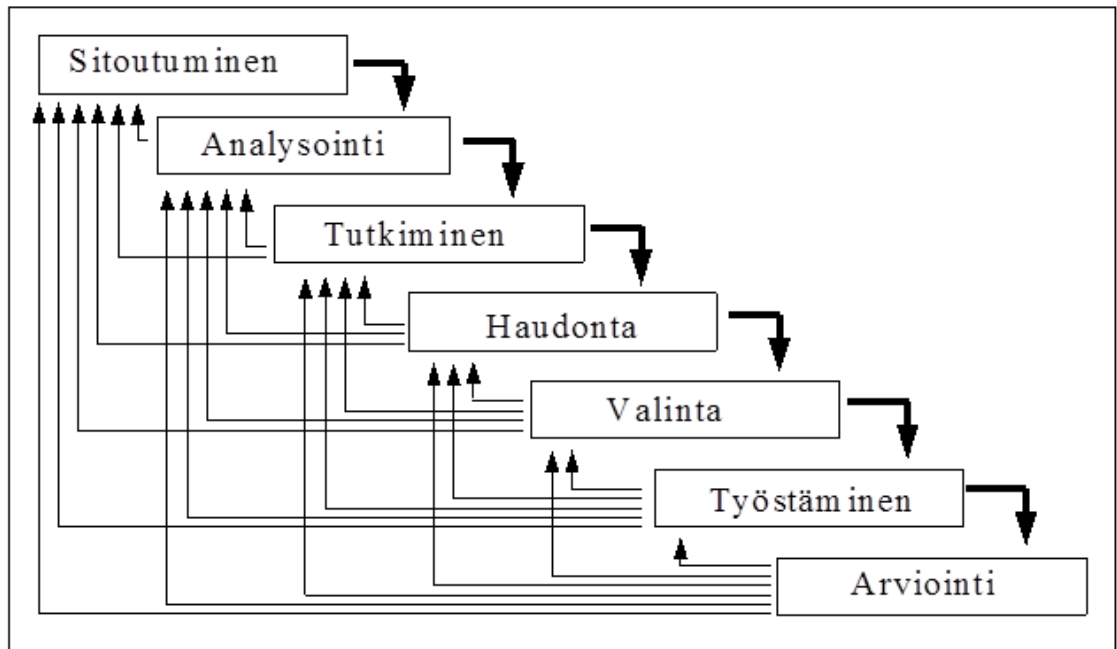 Sitoutuminen
Analysointi
Tutkiminen
Haudonta
Valinta
Työstäminen
Arviointi